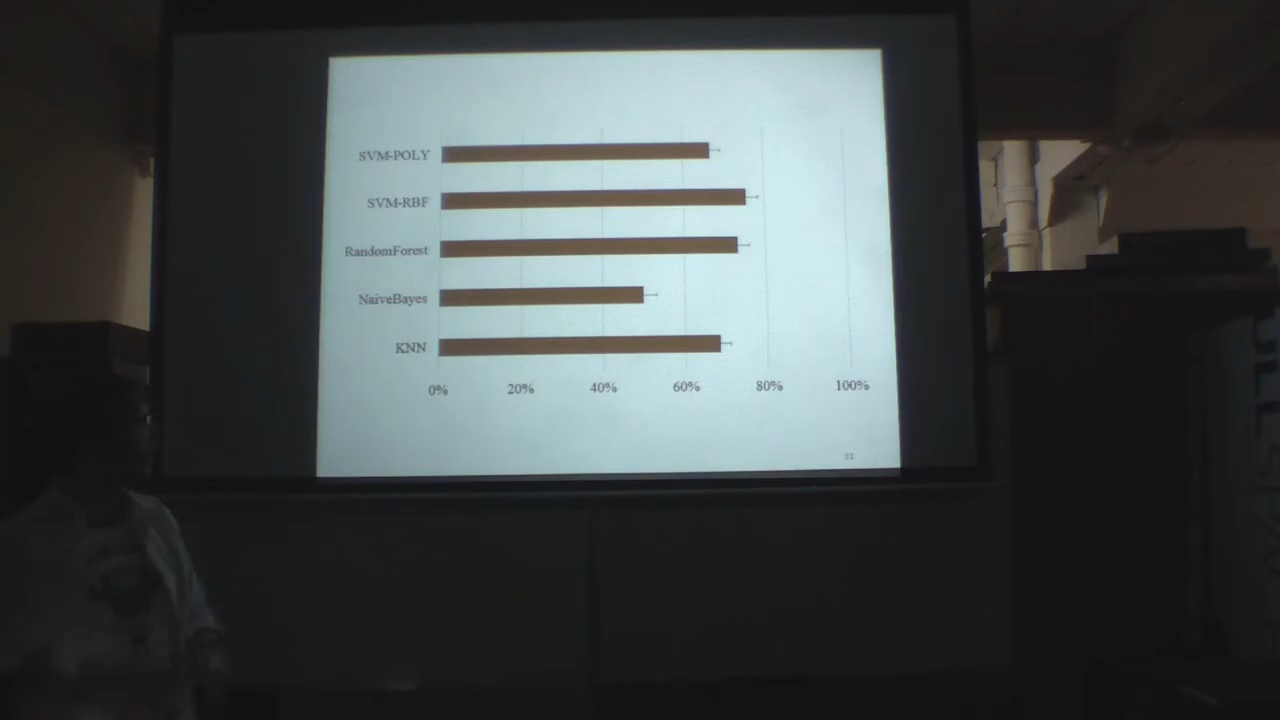 SVM-POLY
SVM-RBF
RandomForest
NaiveBayes
KNN
0% 20% 40% 60% 80% 100%